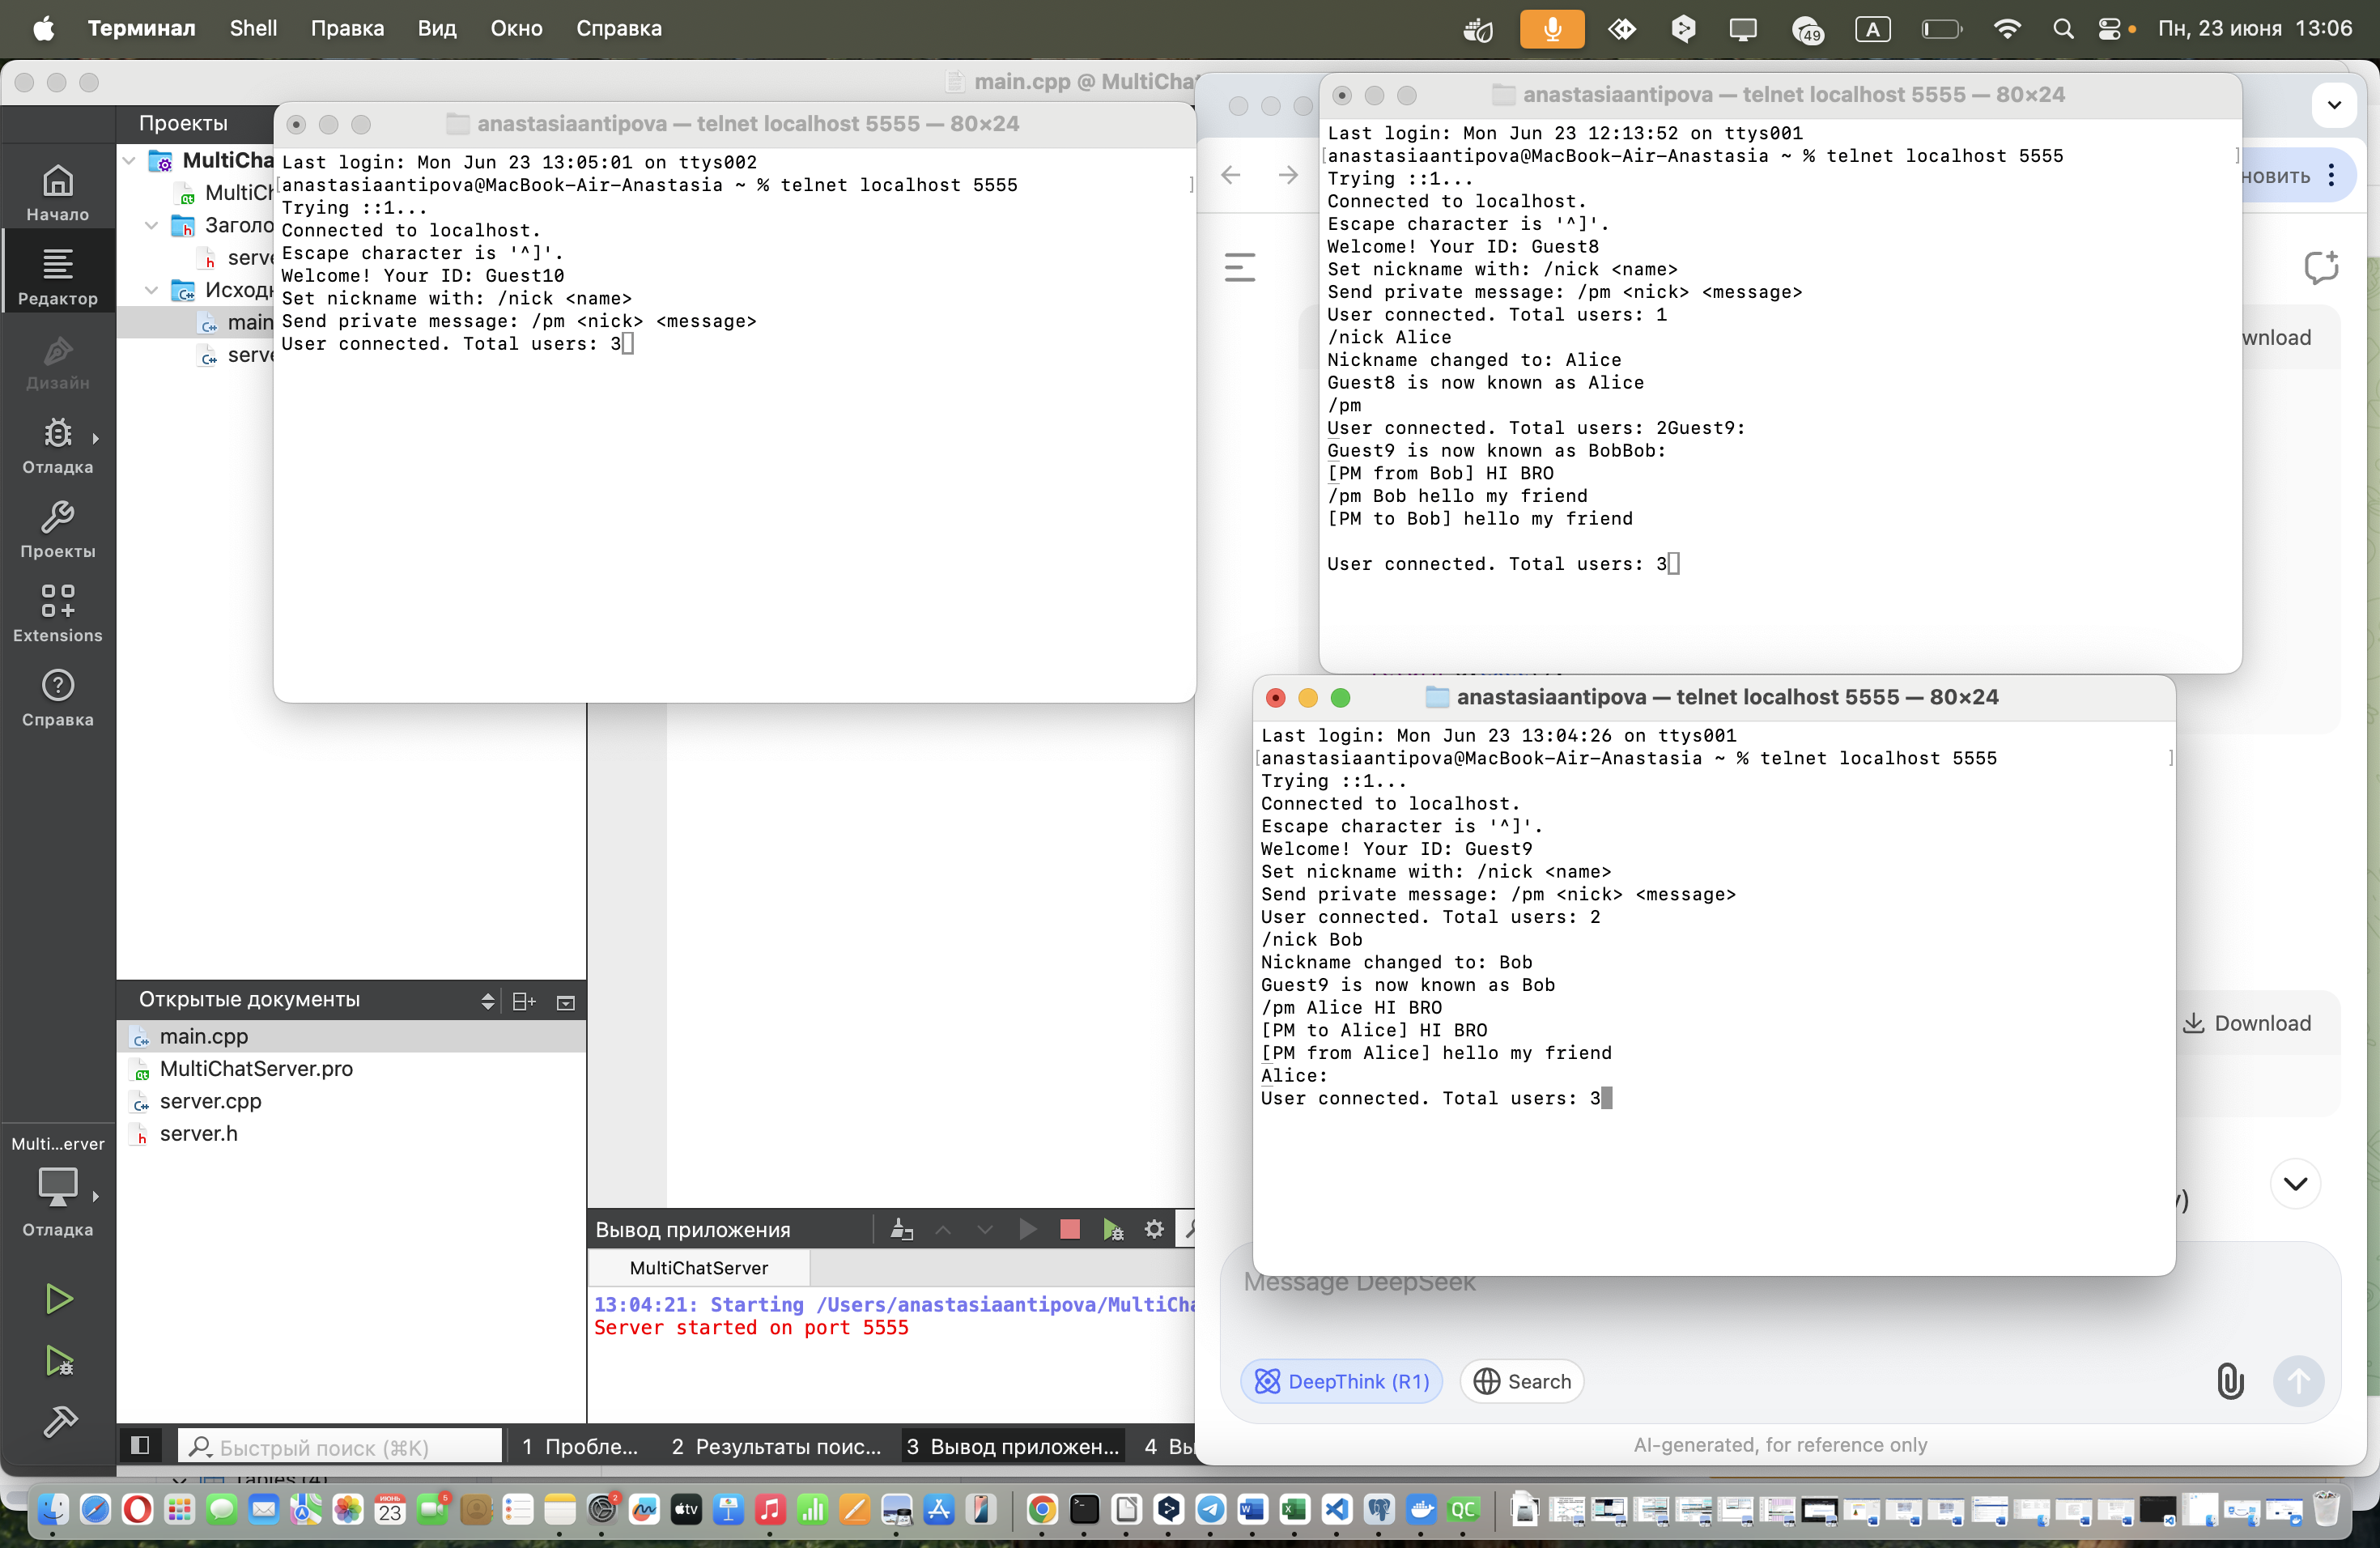 Терминал Shell Правка Вид Окно Справка
49 A Пн, 23 июня 13:06
main.cpp @ MultiCha
Проекты
MultiCha
MultiCh
Заголо
serve
Исходн
main
serve
Начало
Редактор
Дизайн
Отладка
Проекты
Extensions
Справка
anastasiaantipova — telnet localhost 5555 — 80×24
Last login: Mon Jun 23 13:05:01 on ttys002
[anastasiaantipova@MacBook-Air-Anastasia ~ % telnet localhost 5555 ]
Trying ::1...
Connected to localhost.
Escape character is '^]'.
Welcome! Your ID: Guest10
Set nickname with: /nick <name>
Send private message: /pm <nick> <message>
User connected. Total users: 3
anastasiaantipova — telnet localhost 5555 — 80×24
Last login: Mon Jun 23 12:13:52 on ttys001
[anastasiaantipova@MacBook-Air-Anastasia ~ % telnet localhost 5555 ]
Trying ::1...
Connected to localhost.
Escape character is '^]'.
Welcome! Your ID: Guest8
Set nickname with: /nick <name>
Send private message: /pm <nick> <message>
User connected. Total users: 1
/nick Alice
Nickname changed to: Alice
Guest8 is now known as Alice
/pm
User connected. Total users: 2Guest9:
Guest9 is now known as BobBob:
[PM from Bob] HI BRO
/pm Bob hello my friend
[PM to Bob] hello my friend
User connected. Total users: 3
новить
wnload
anastasiaantipova — telnet localhost 5555 — 80×24
Last login: Mon Jun 23 13:04:26 on ttys001
[anastasiaantipova@MacBook-Air-Anastasia ~ % telnet localhost 5555 ]
Trying ::1...
Connected to localhost.
Escape character is '^]'.
Welcome! Your ID: Guest9
Set nickname with: /nick <name>
Send private message: /pm <nick> <message>
User connected. Total users: 2
/nick Bob
Nickname changed to: Bob
Guest9 is now known as Bob
/pm Alice HI BRO
[PM to Alice] HI BRO
[PM from Alice] hello my friend
Alice:
User connected. Total users: 3
Download
Message DeepSeek
DeepThink (R1) Search
AI-generated, for reference only
Открытые документы
main.cpp
MultiChatServer.pro
server.cpp
server.h
Multi...erver
Отладка
Вывод приложения
MultiChatServer
13:04:21: Starting /Users/anastasiaantipova/MultiCha
Server started on port 5555
Быстрый поиск (⌘K)
1 Пробле... 2 Результаты поис... 3 Вывод приложен... 4 Вы
Tables (4)
ИЮНЬ
23
5
2
tv
QC